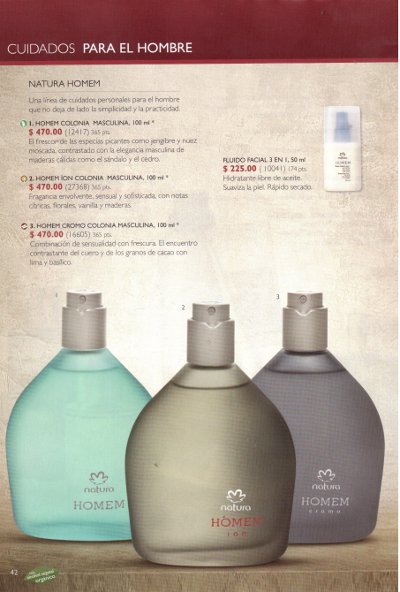 CUIDADOS PARA EL HOMBRE
NATURA HOMEM
Una línea de cuidados personales para el hombre
que no deja de lado la simplicidad y la practicidad.
1. HOMEM COLONIA MASCULINA, 100 ml *
$ 470.00 (12417) 365 pts.
El frescor de las especias picantes como jengibre y nuez
moscada, contrastado con la elegancia masculina de
maderas cálidas como el sándalo y el cedro.
2. HOMEM ÍON COLONIA MASCULINA, 100 ml *
$ 470.00 (27368) 365 pts.
Fragancia envolvente, sensual y sofisticada, con notas
cítricas, florales, vainilla y maderas.
3. HOMEM CROMO COLONIA MASCULINA, 100 ml *
$ 470.00 (16605) 365 pts.
Combinación de sensualidad con frescura. El encuentro
contrastante del cuero y de los granos de cacao con
lima y basílico.
FLUIDO FACIAL 3 EN 1, 50 ml
$ 225.00 (10041) 174 pts.
Hidratante libre de aceite.
Suaviza la piel. Rápido secado.
natura
1
2
3
natura
HOMEM
natura
HOMEM
ion
natura
HOMEM
cromo
42
alcohol vegetal
orgánico